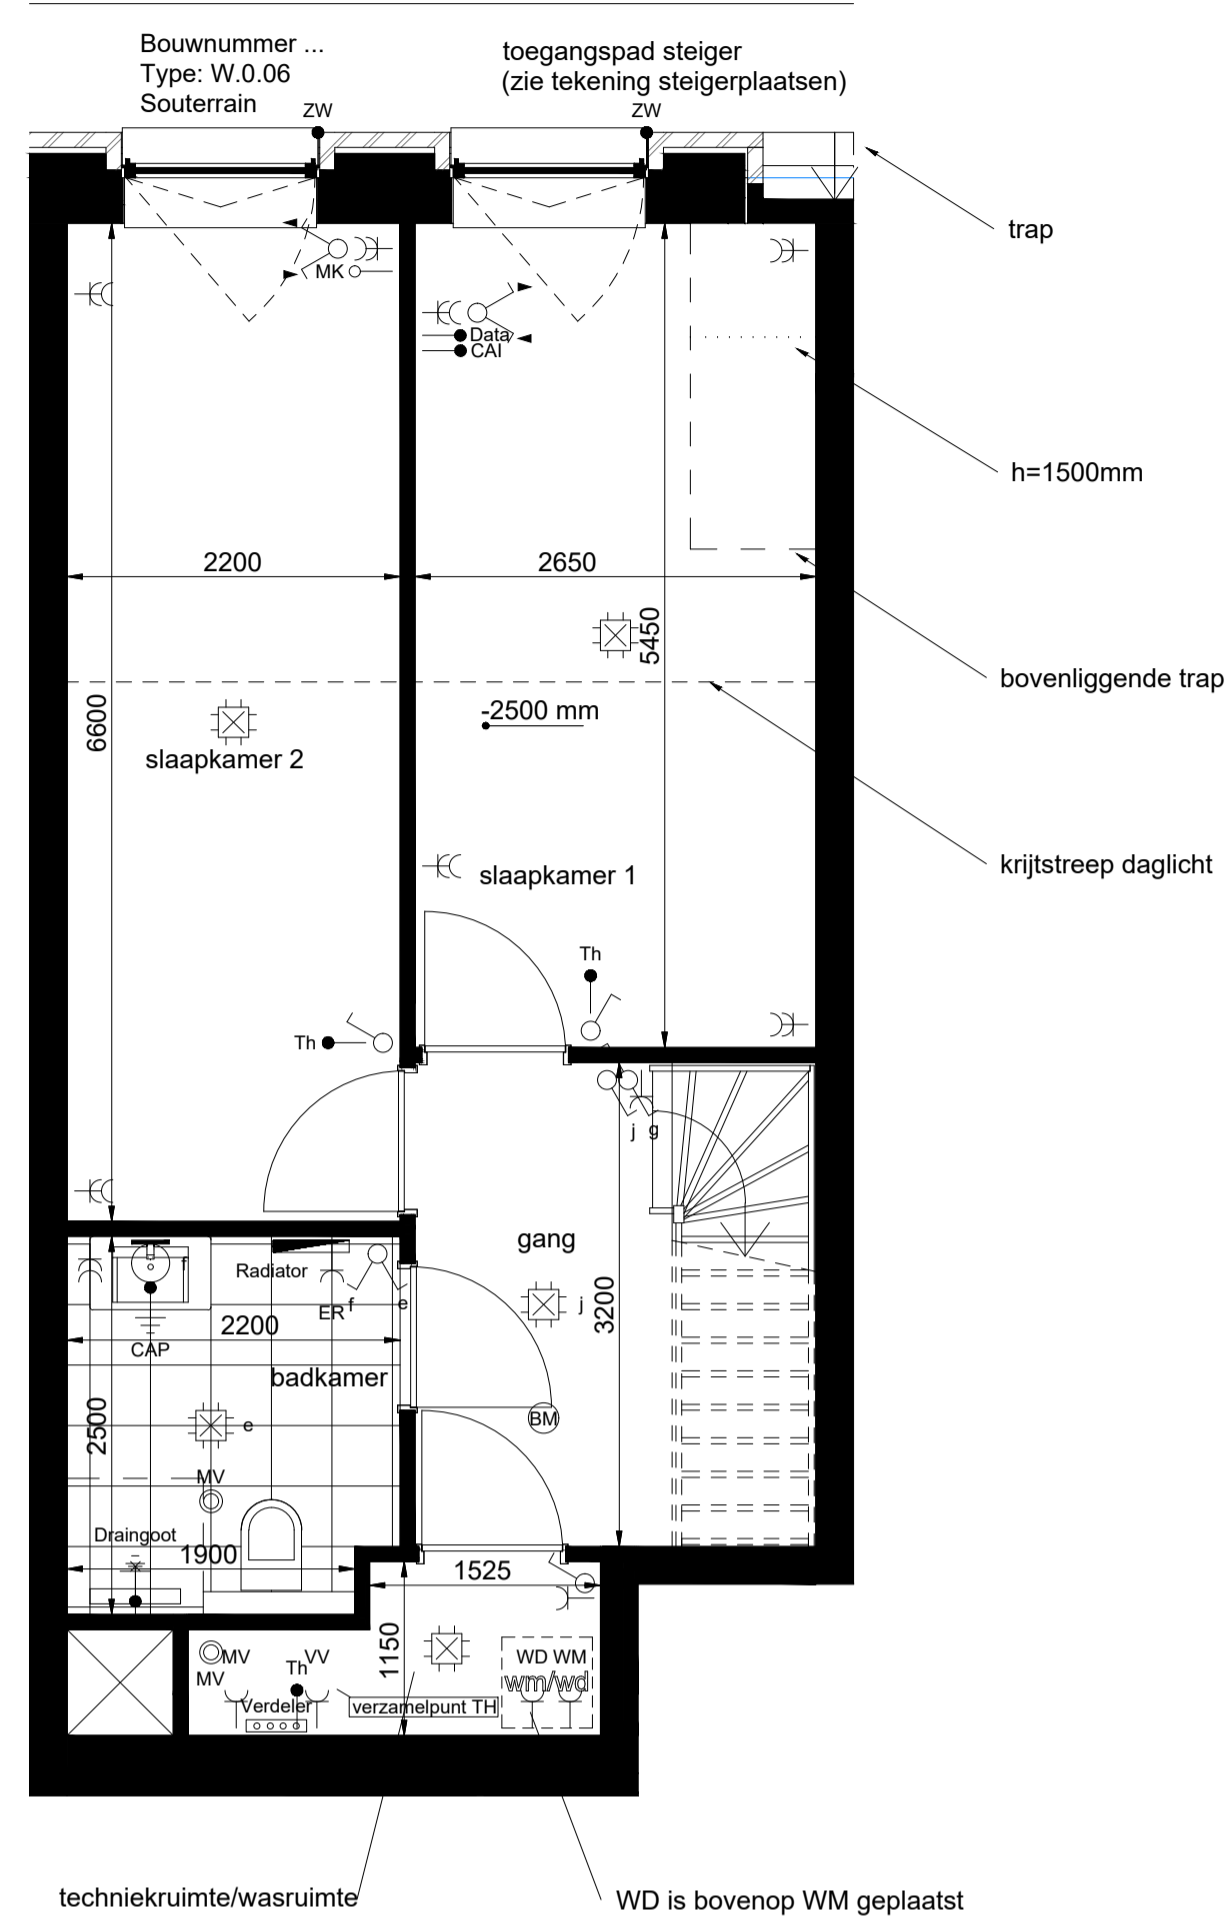 Bouwnummer ...
Type: W.0.06
Souterrain
toegangspad steiger
(zie tekening steigerplaatsen)
ZW
ZW
trap
MK
Data
CAI
h=1500mm
2200
2650
5450
bovenliggende trap
6600
-2500 mm
slaapkamer 2
krijtstreep daglicht
slaapkamer 1
Th
Th
j g
gang
f
Radiator
ER f
e
j
3200
2200
CAP
badkamer
2500
e
BM
MV
Draingoot
1900
1525
1150
MV
MV
VV
Th
WD WM
wm/wd
Verdeler
verzamelpunt TH
techniekruimte/wasruimte
WD is bovenop WM geplaatst